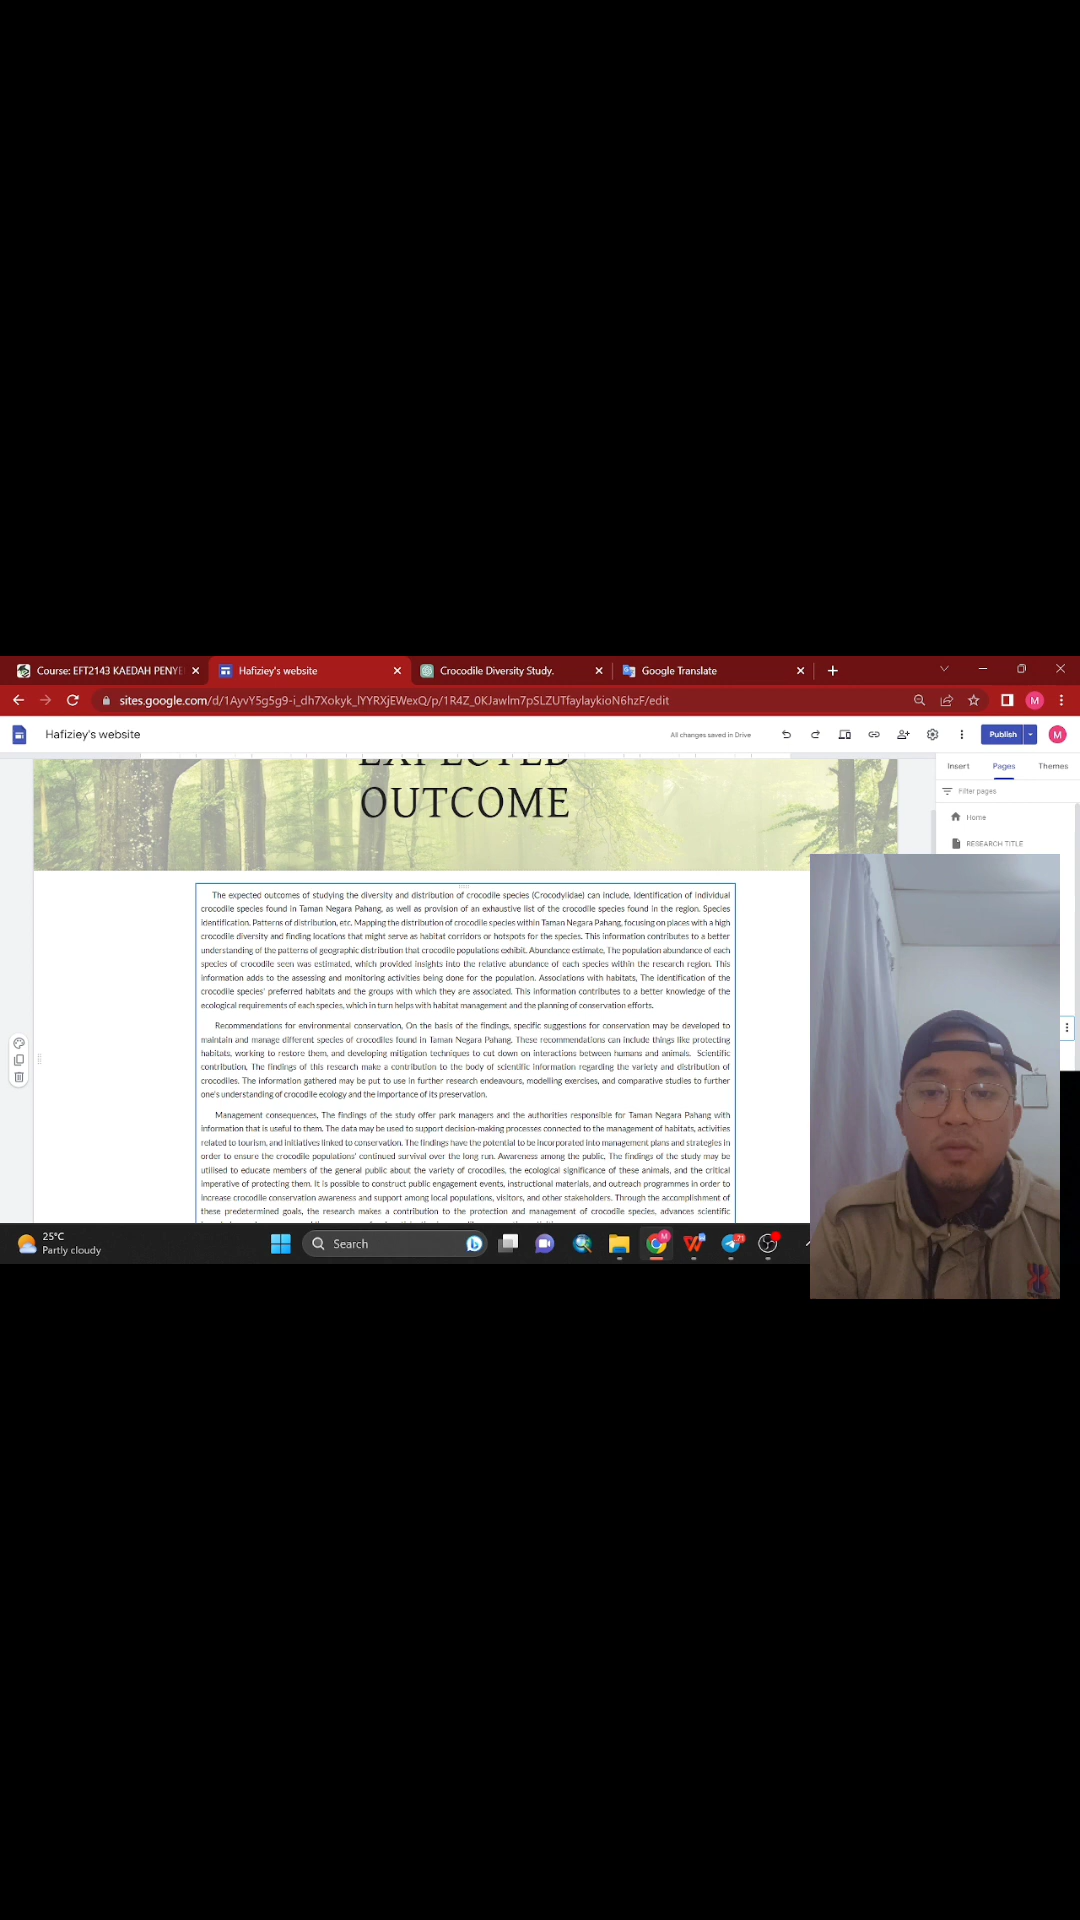 Course: EFT2143 KAEDAH PENYE
Hafiziey's website
Crocodile Diversity Study.
Google Translate
sites.google.com/d/1AyvY5g5g9-i_dh7Xokyk_lYYRXjEWexQ/p/1R4Z_0KJawlm7pSLZUTfaylaykioN6hzF/edit
M
Hafiziey's website
All changes saved in Drive
Publish
M
Insert
Pages
Themes
Filter pages
Home
RESEARCH TITLE
EXPECTED
OUTCOME
The expected outcomes of studying the diversity and distribution of crocodile species (Crocodylidae) can include, Identification of Individual
crocodile species found in Taman Negara Pahang, as well as provision of an exhaustive list of the crocodile species found in the region. Species
identification. Patterns of distribution, etc. Mapping the distribution of crocodile species within Taman Negara Pahang, focusing on places with a high
crocodile diversity and finding locations that might serve as habitat corridors or hotspots for the species. This information contributes to a better
understanding of the patterns of geographic distribution that crocodile populations exhibit. Abundance estimate, The population abundance of each
species of crocodile seen was estimated, which provided insights into the relative abundance of each species within the research region. This
information adds to the assessing and monitoring activities being done for the population. Associations with habitats, The identification of the
crocodile species' preferred habitats and the groups with which they are associated. This information contributes to a better knowledge of the
ecological requirements of each species, which in turn helps with habitat management and the planning of conservation efforts.
Recommendations for environmental conservation, On the basis of the findings, specific suggestions for conservation may be developed to
maintain and manage different species of crocodiles found in Taman Negara Pahang. These recommendations can include things like protecting
habitats, working to restore them, and developing mitigation techniques to cut down on interactions between humans and animals. Scientific
contribution, The findings of this research make a contribution to the body of scientific information regarding the variety and distribution of
crocodiles. The information gathered may be put to use in further research endeavours, modelling exercises, and comparative studies to further
one's understanding of crocodile ecology and the importance of its preservation.
Management consequences, The findings of the study offer park managers and the authorities responsible for Taman Negara Pahang with
information that is useful to them. The data may be used to support decision-making processes connected to the management of habitats, activities
related to tourism, and initiatives linked to conservation. The findings have the potential to be incorporated into management plans and strategies in
order to ensure the crocodile populations' continued survival over the long run. Awareness among the public, The findings of the study may be
utilised to educate members of the general public about the variety of crocodiles, the ecological significance of these animals, and the critical
imperative of protecting them. It is possible to construct public engagement events, instructional materials, and outreach programmes in order to
increase crocodile conservation awareness and support among local populations, visitors, and other stakeholders. Through the accomplishment of
these predetermined goals, the research makes a contribution to the protection and management of crocodile species, advances scientific
25°C
Partly cloudy
Search